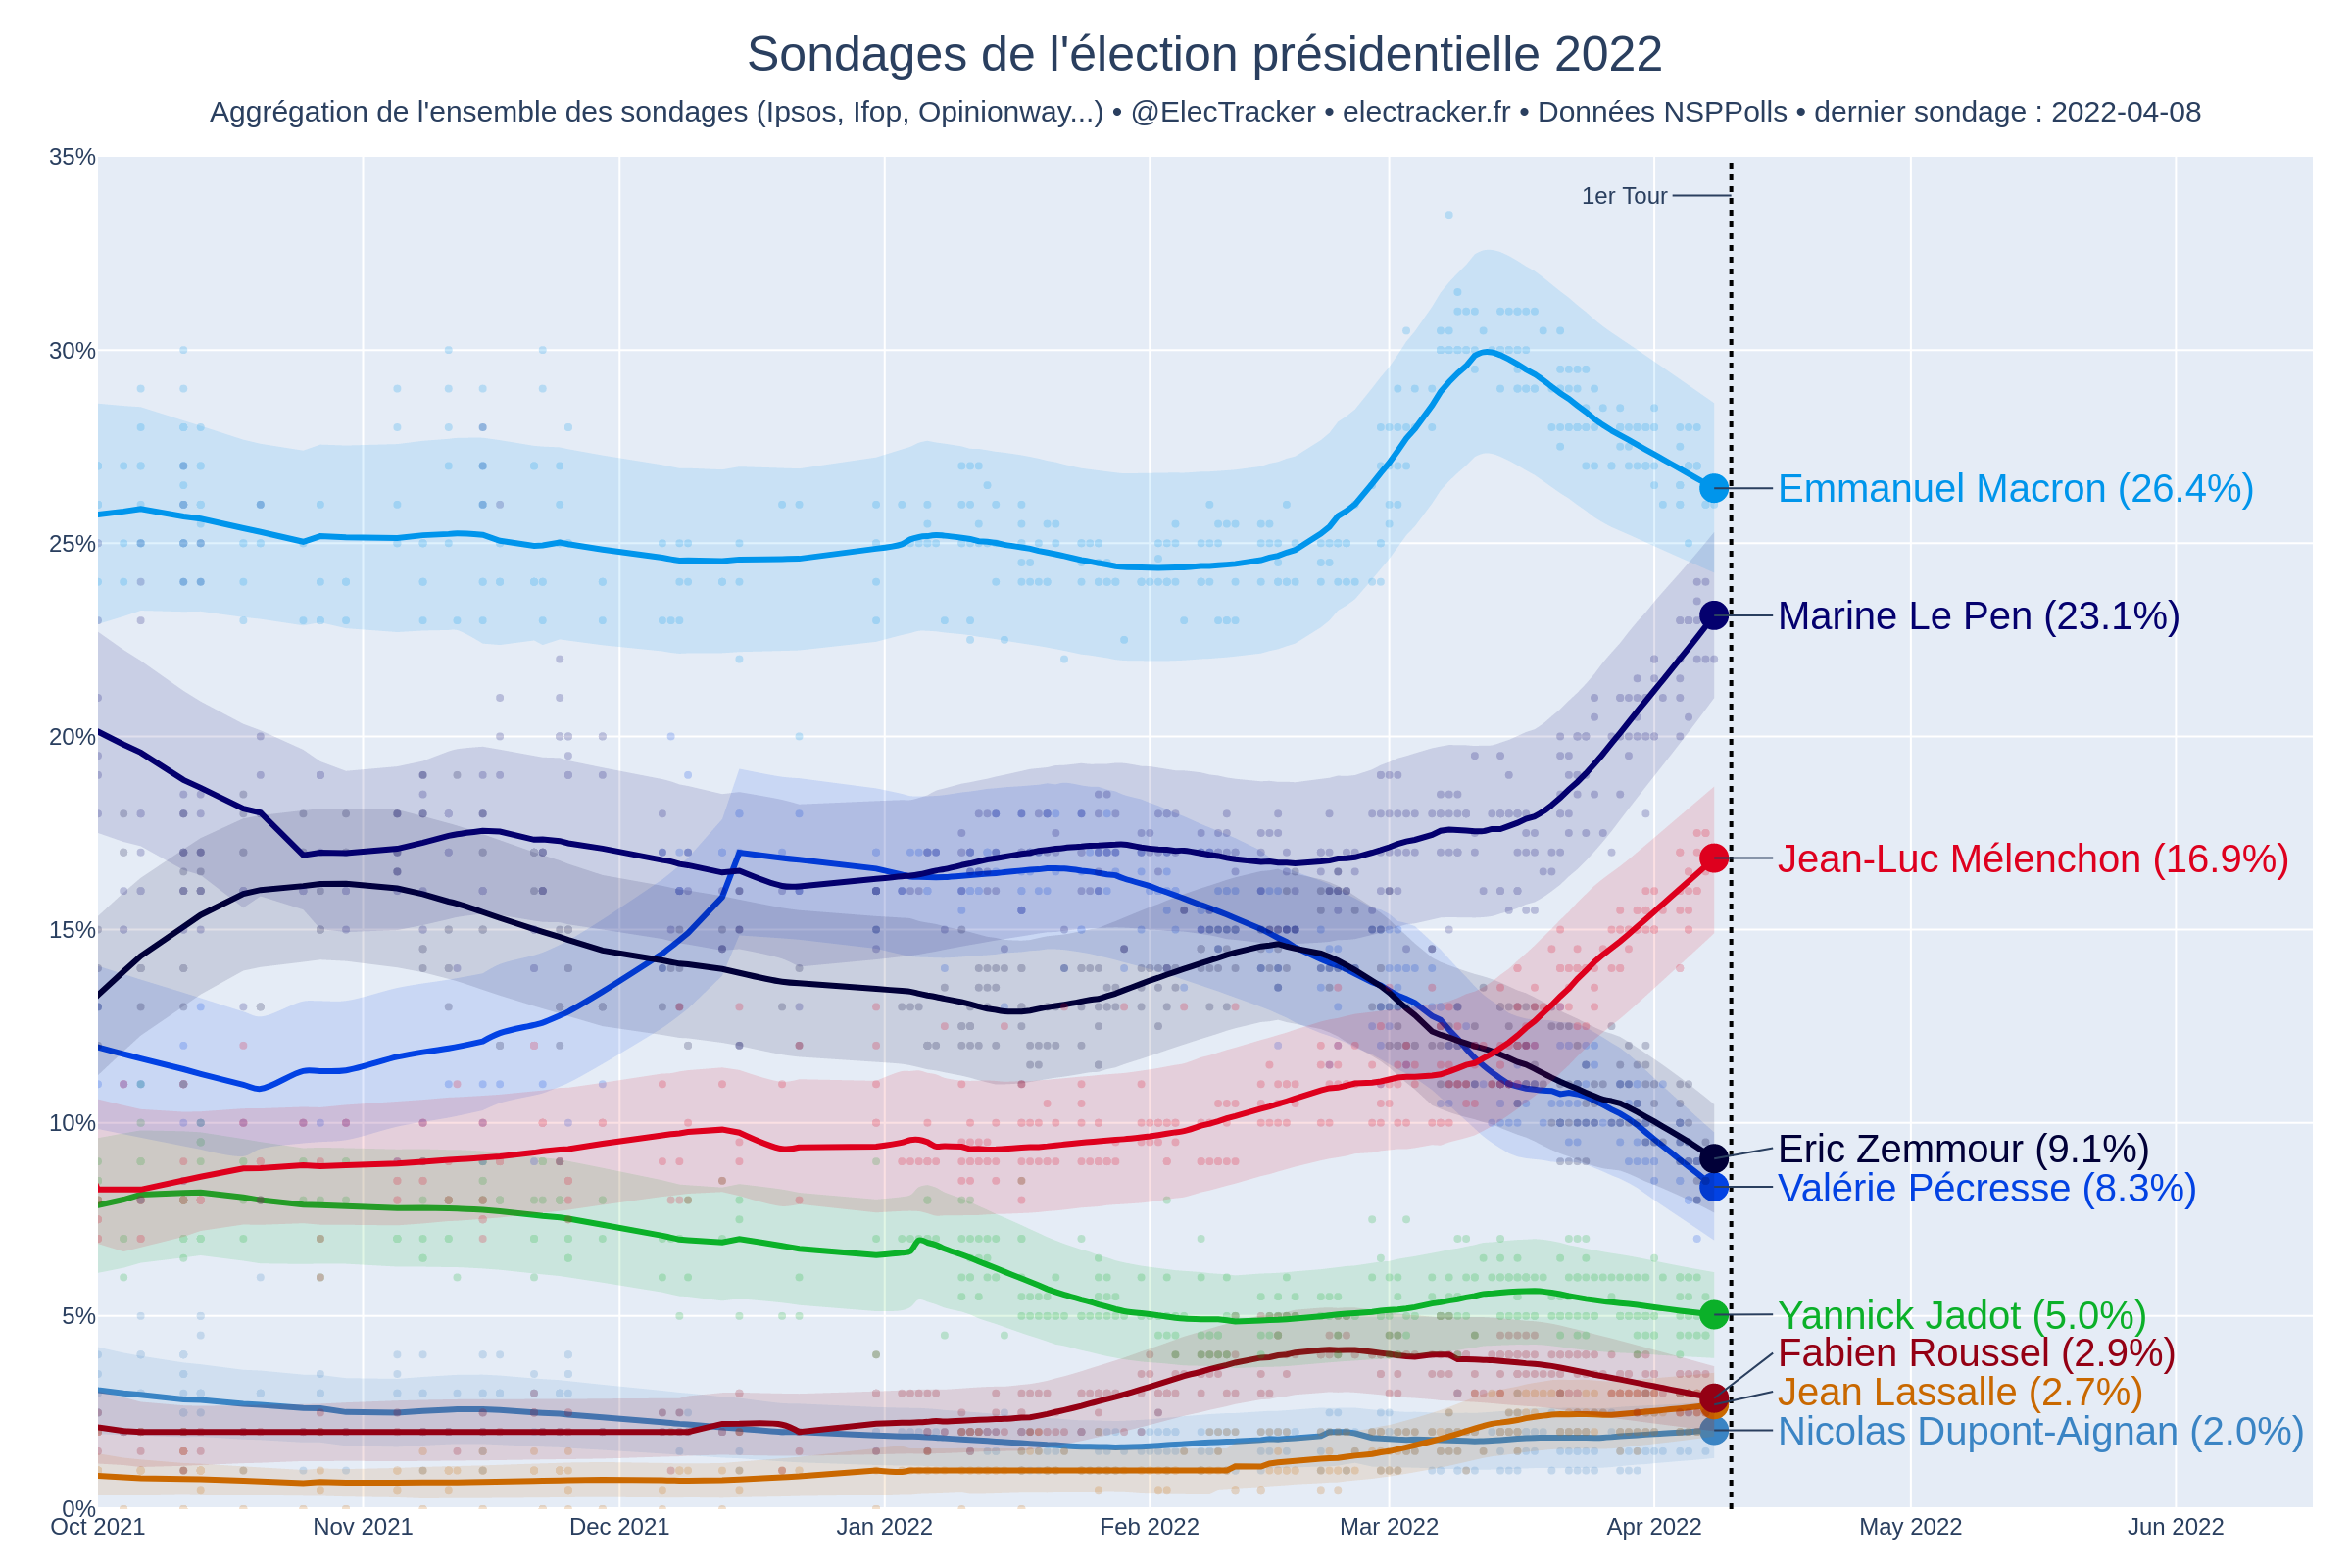 Sondages de l'élection présidentielle 2022
Aggrégation de l'ensemble des sondages (Ipsos, Ifop, Opinionway...) • @ElecTracker • electracker.fr • Données NSPPolls • dernier sondage : 2022-04-08
35%
1er Tour
30%
Emmanuel Macron (26.4%)
25%
Marine Le Pen (23.1%)
20%
Jean-Luc Mélenchon (16.9%)
15%
10%
Eric Zemmour (9.1%)
Valérie Pécresse (8.3%)
5%
Yannick Jadot (5.0%)
Fabien Roussel (2.9%)
Jean Lassalle (2.7%)
Nicolas Dupont-Aignan (2.0%)
0%
Oct 2021 Nov 2021 Dec 2021 Jan 2022 Feb 2022 Mar 2022 Apr 2022 May 2022 Jun 2022